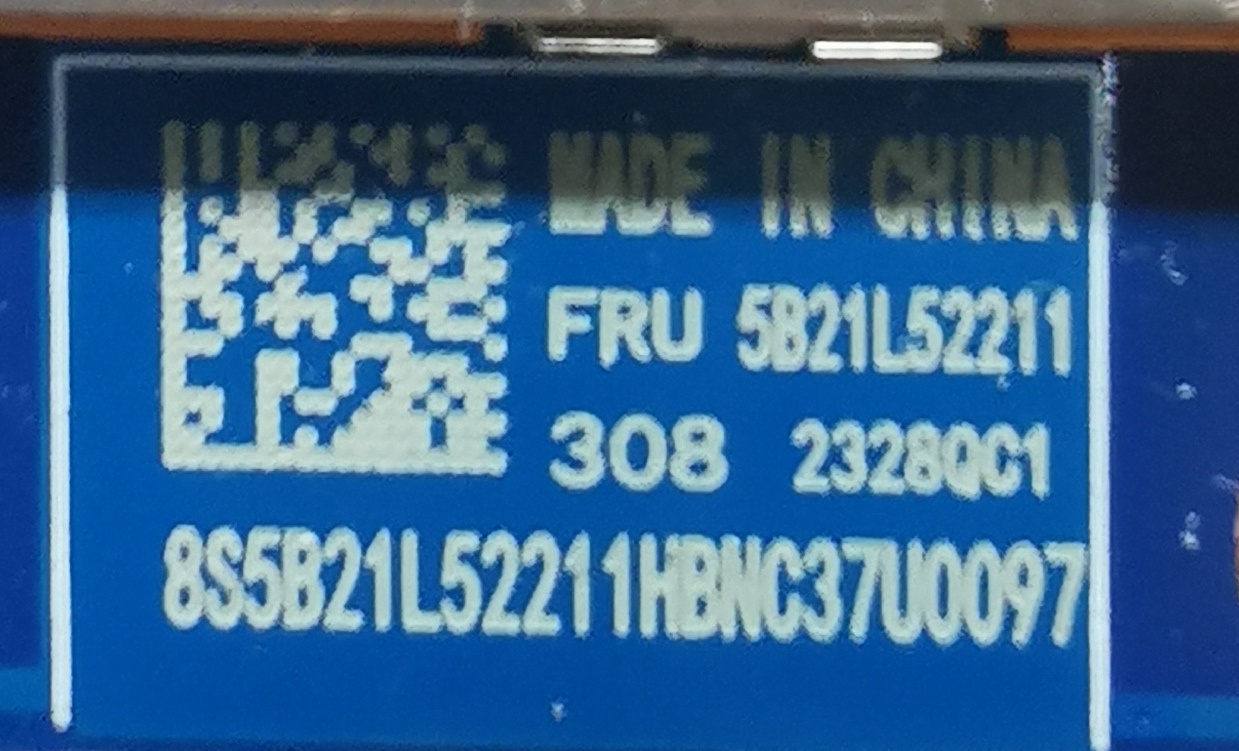 MADE IN CHINA
FRU 5B21L52211
308 2328QC1
8S5B21L52211HBNC37U0097